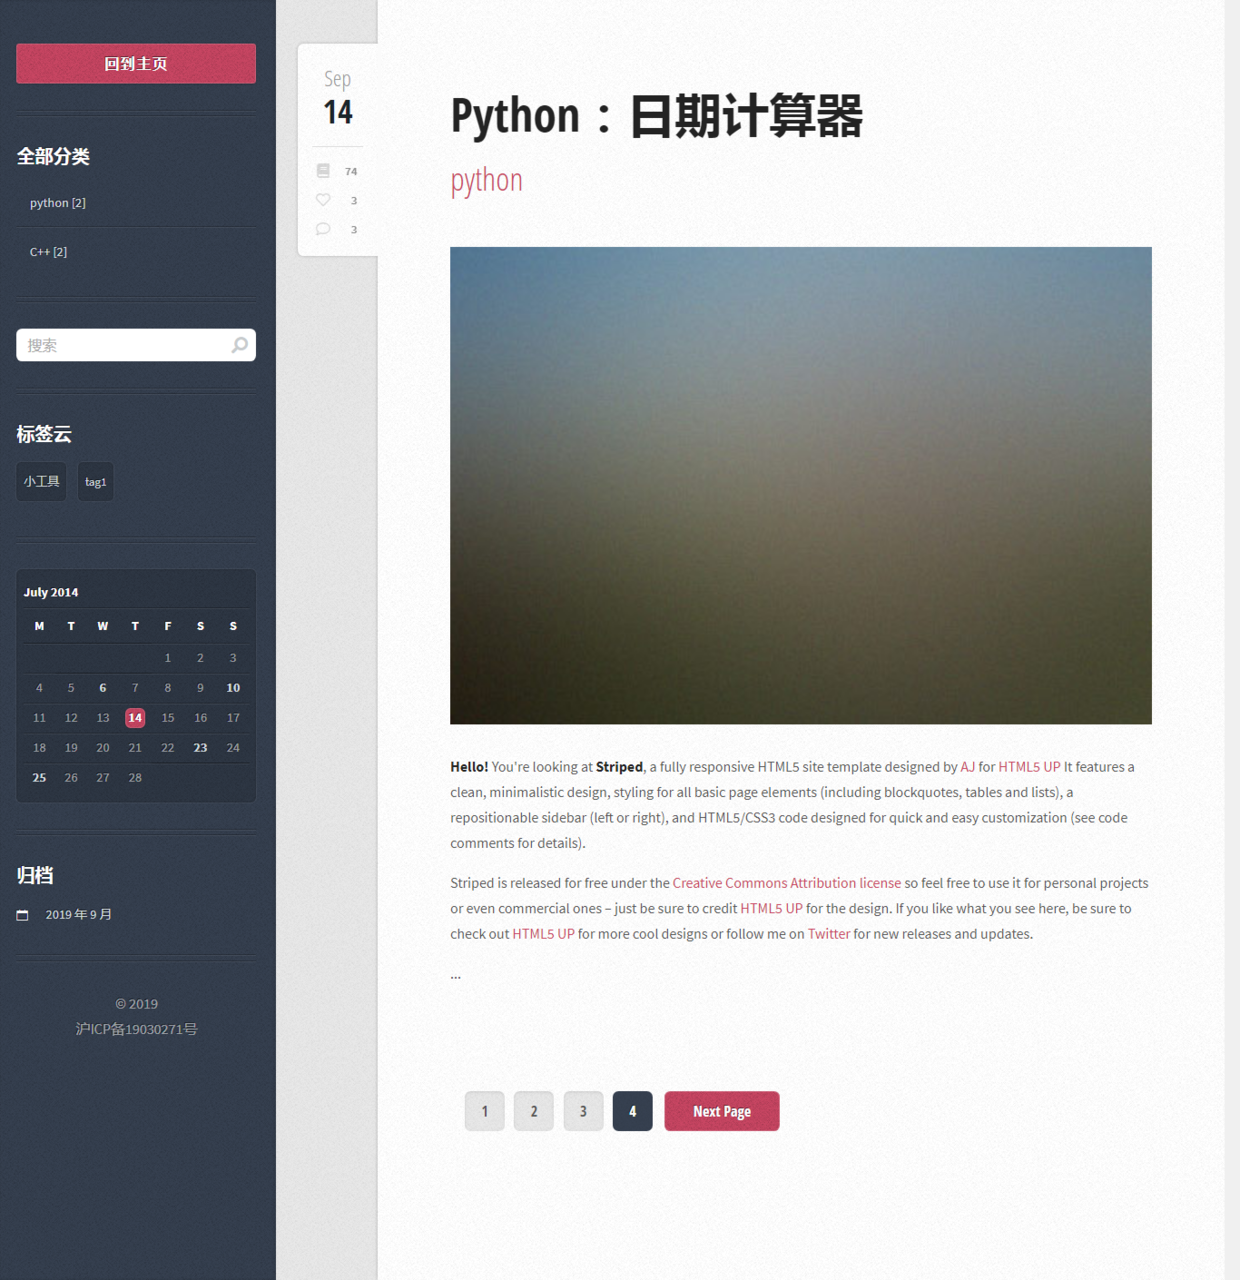 回到主页
全部分类
python [2]
C++ [2]
搜索
标签云
小工具 tag1
July 2014
M T W T F S S
1 2 3
4 5 6 7 8 9 10
11 12 13 14 15 16 17
18 19 20 21 22 23 24
25 26 27 28
归档
2019 年 9 月
© 2019
沪ICP备19030271号
Sep
14
74
3
3
Python：日期计算器
python
Hello! You're looking at Striped, a fully responsive HTML5 site template designed by AJ for HTML5 UP It features a
clean, minimalistic design, styling for all basic page elements (including blockquotes, tables and lists), a
repositionable sidebar (left or right), and HTML5/CSS3 code designed for quick and easy customization (see code
comments for details).
Striped is released for free under the Creative Commons Attribution license so feel free to use it for personal projects
or even commercial ones – just be sure to credit HTML5 UP for the design. If you like what you see here, be sure to
check out HTML5 UP for more cool designs or follow me on Twitter for new releases and updates.
...
1 2 3 4 Next Page